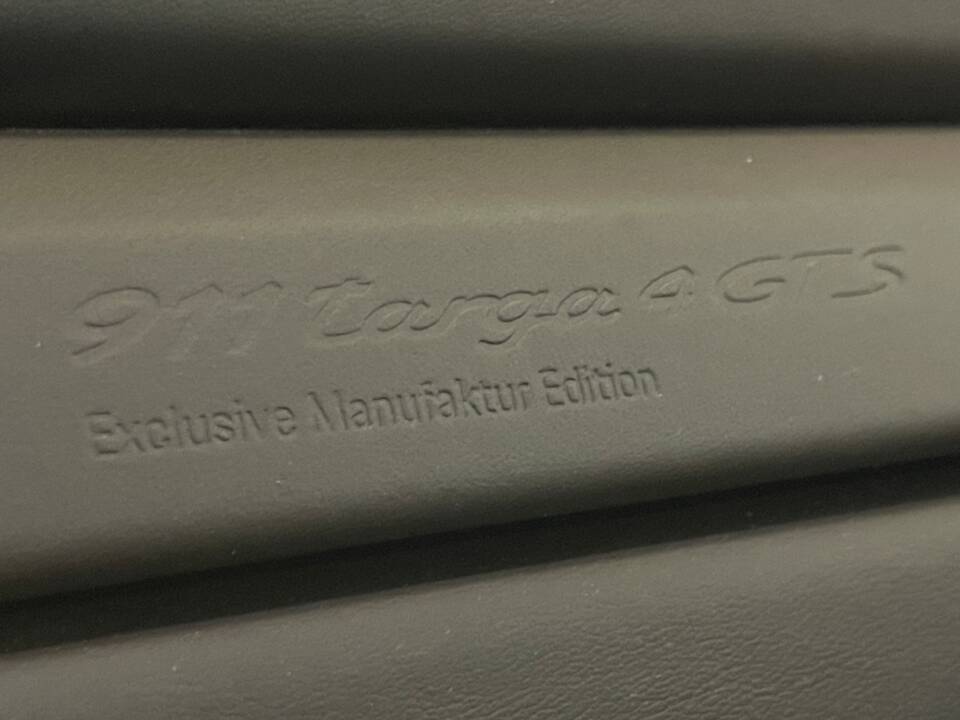 911 targa 4 GTS
Exclusive Manufaktur Edition